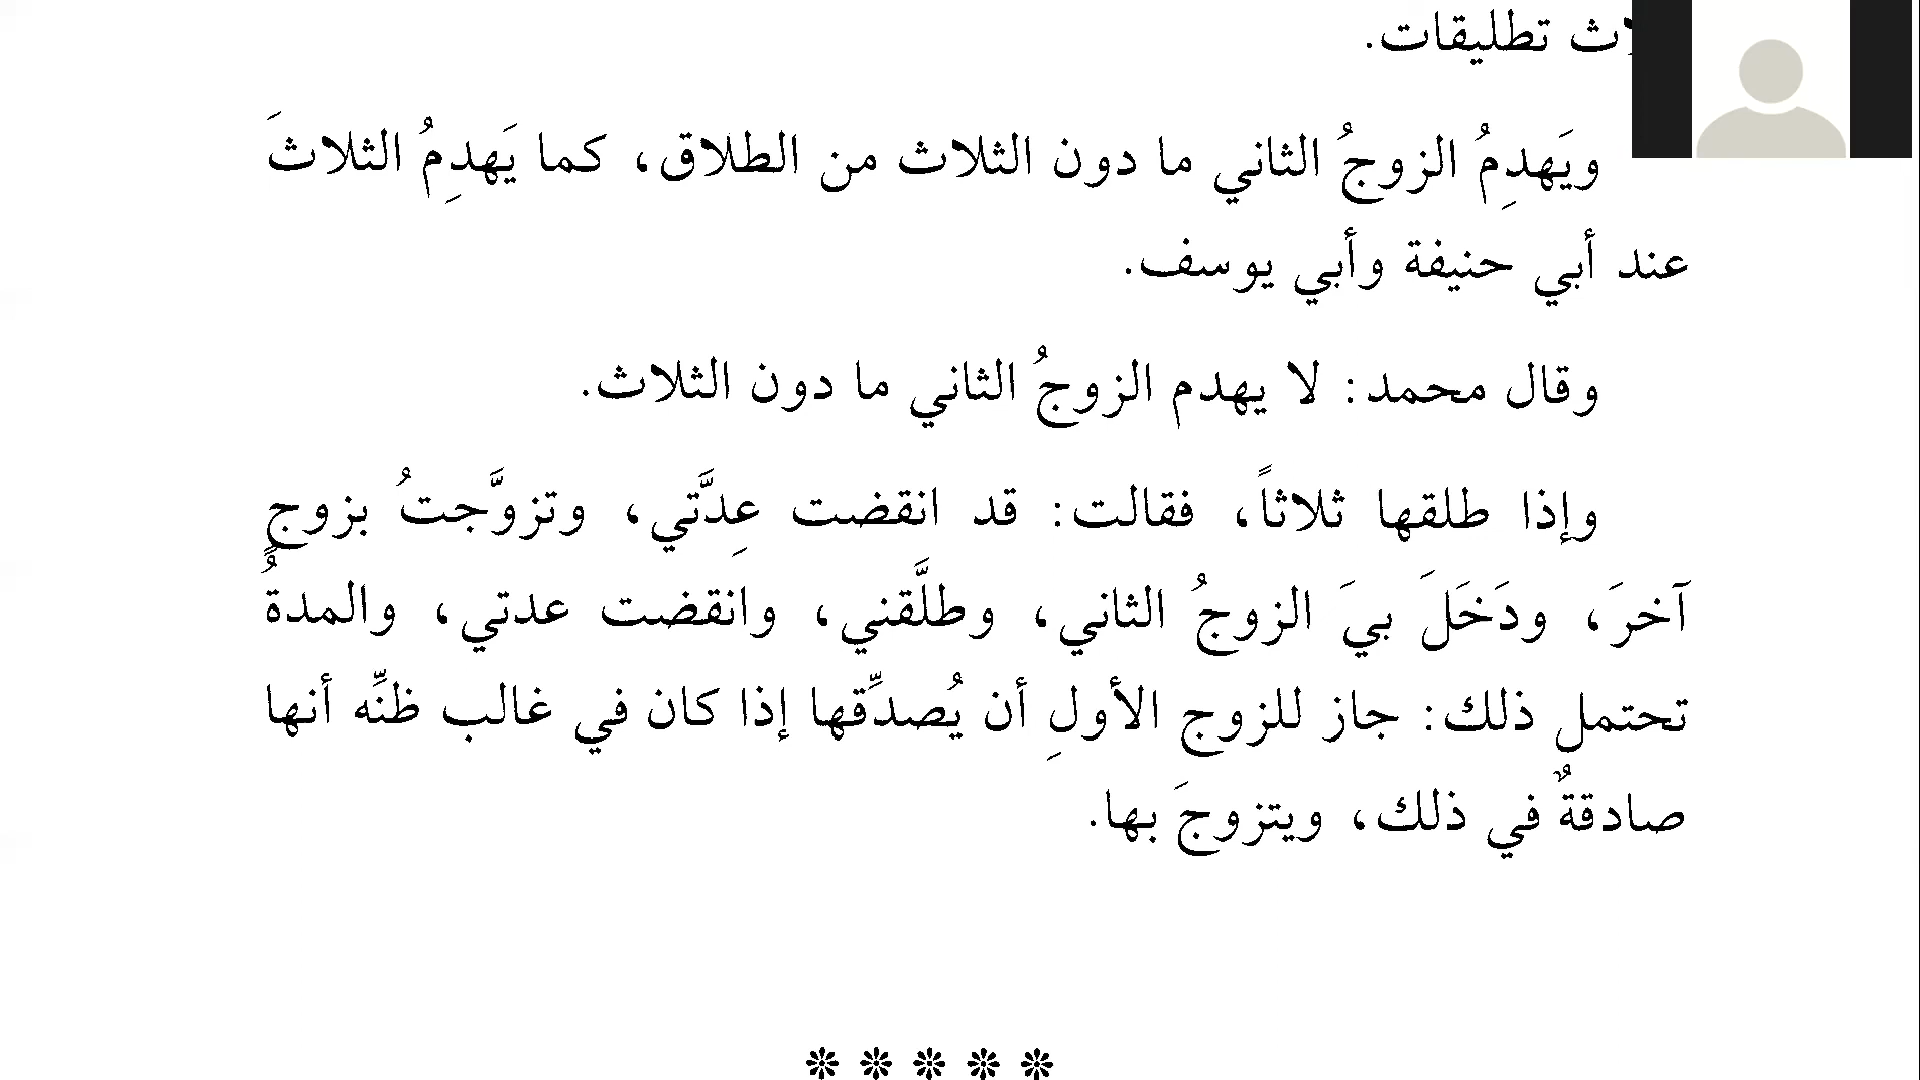 تطليقات.
ويَهدِمُ الزوجُ الثاني ما دون الثلاث من الطلاق، كما يَهدِمُ الثلاثَ
عند أبي حنيفة وأبي يوسف.
وقال محمد: لا يهدم الزوجُ الثاني ما دون الثلاث.
وإذا طلقها ثلاثاً، فقالت: قد انقضت عِدَّتي، وتزوَّجتُ بزوجٍ
آخرَ، ودَخَلَ بيَ الزوجُ الثاني، وطلَّقني، وانقضت عدتي، والمدةُ
تحتمل ذلك: جاز للزوج الأولِ أن يُصدِّقها إذا كان في غالب ظنِّه أنها
صادقةٌ في ذلك، ويتزوجَ بها.